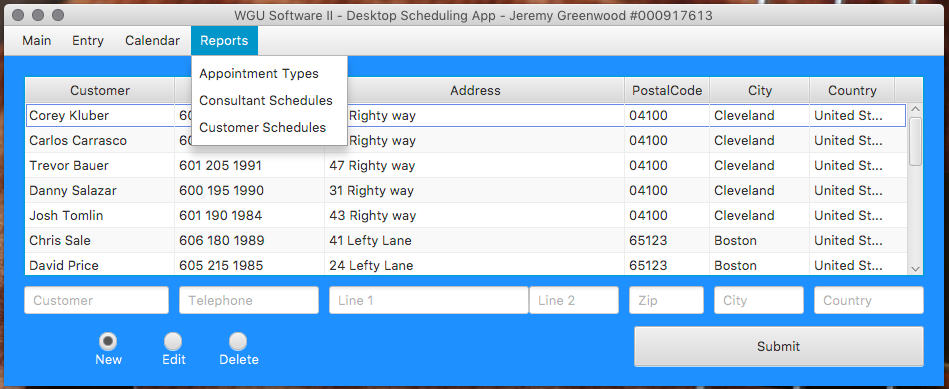 WGU Software II - Desktop Scheduling App - Jeremy Greenwood #000917613
Main Entry Calendar Reports
Appointment Types
Consultant Schedules
Customer Schedules
Customer Address PostalCode City Country
Corey Kluber 60 Righty way 04100 Cleveland United St...
Carlos Carrasco 60 Righty way 04100 Cleveland United St...
Trevor Bauer 601 205 1991 47 Righty way 04100 Cleveland United St...
Danny Salazar 600 195 1990 31 Righty way 04100 Cleveland United St...
Josh Tomlin 601 190 1984 43 Righty way 04100 Cleveland United St...
Chris Sale 606 180 1989 41 Lefty Lane 65123 Boston United St...
David Price 605 215 1985 24 Lefty Lane 65123 Boston United St...
Customer Telephone Line 1 Line 2 Zip City Country
New Edit Delete Submit